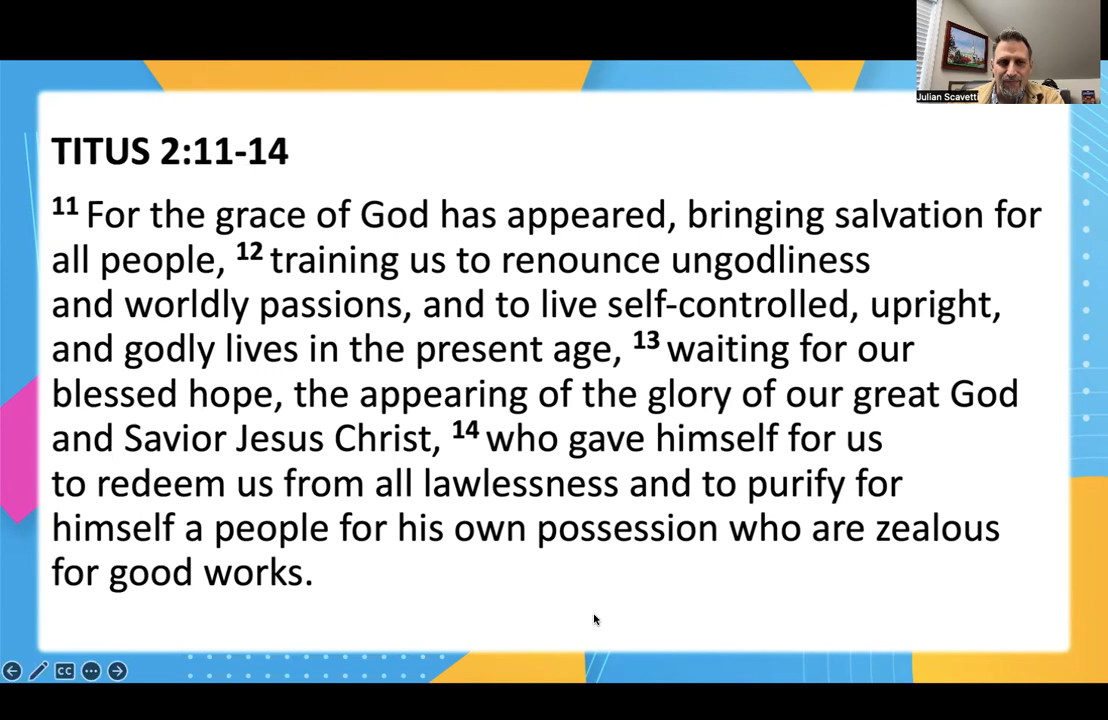 Julian Scavetti
TITUS 2:11-14
11 For the grace of God has appeared, bringing salvation for
all people, 12 training us to renounce ungodliness
and worldly passions, and to live self-controlled, upright,
and godly lives in the present age, 13 waiting for our
blessed hope, the appearing of the glory of our great God
and Savior Jesus Christ, 14 who gave himself for us
to redeem us from all lawlessness and to purify for
himself a people for his own possession who are zealous
for good works.
CC